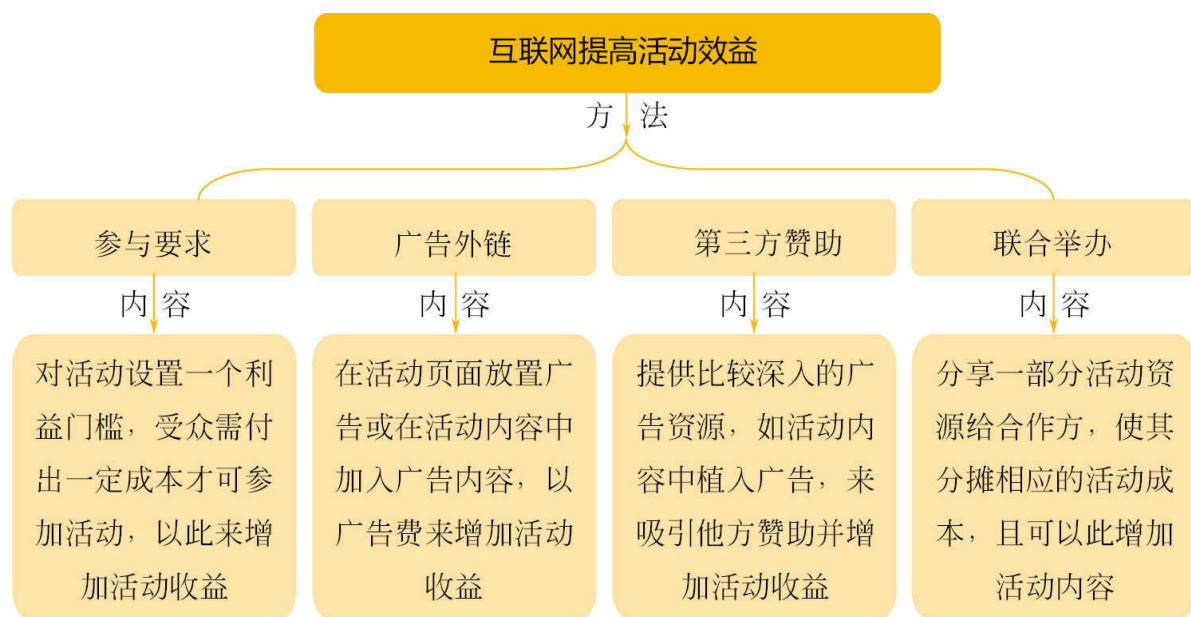 互联网提高活动效益
方 法
参与要求
广告外链
第三方赞助
联合举办
内 容
内 容
内 容
内 容
对活动设置一个利
益门槛，受众需付
出一定成本才可参
加活动，以此来增
加活动收益
在活动页面放置广
告或在活动内容中
加入广告内容，以
广告费来增加活动
收益
提供比较深入的广
告资源，如活动内
容中植入广告，来
吸引他方赞助并增
加活动收益
分享一部分活动资
源给合作方，使其
分摊相应的活动成
本，且可以此增加
活动内容